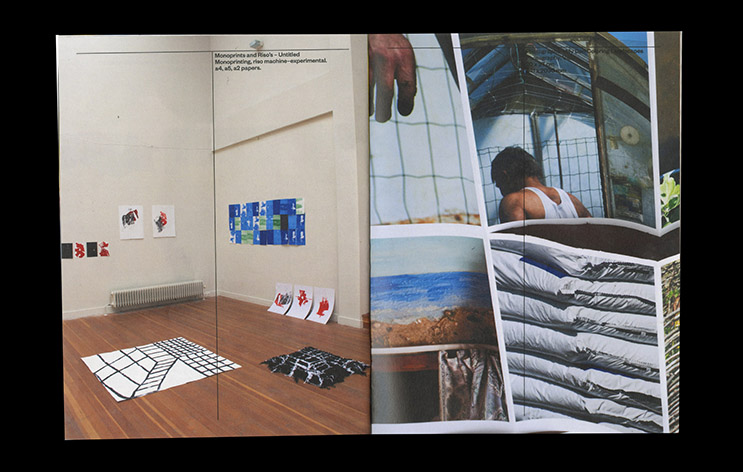 Monoprints and Riso's – Untitled
Monoprinting, riso machine–experimental.
a4, a5, a2 papers.